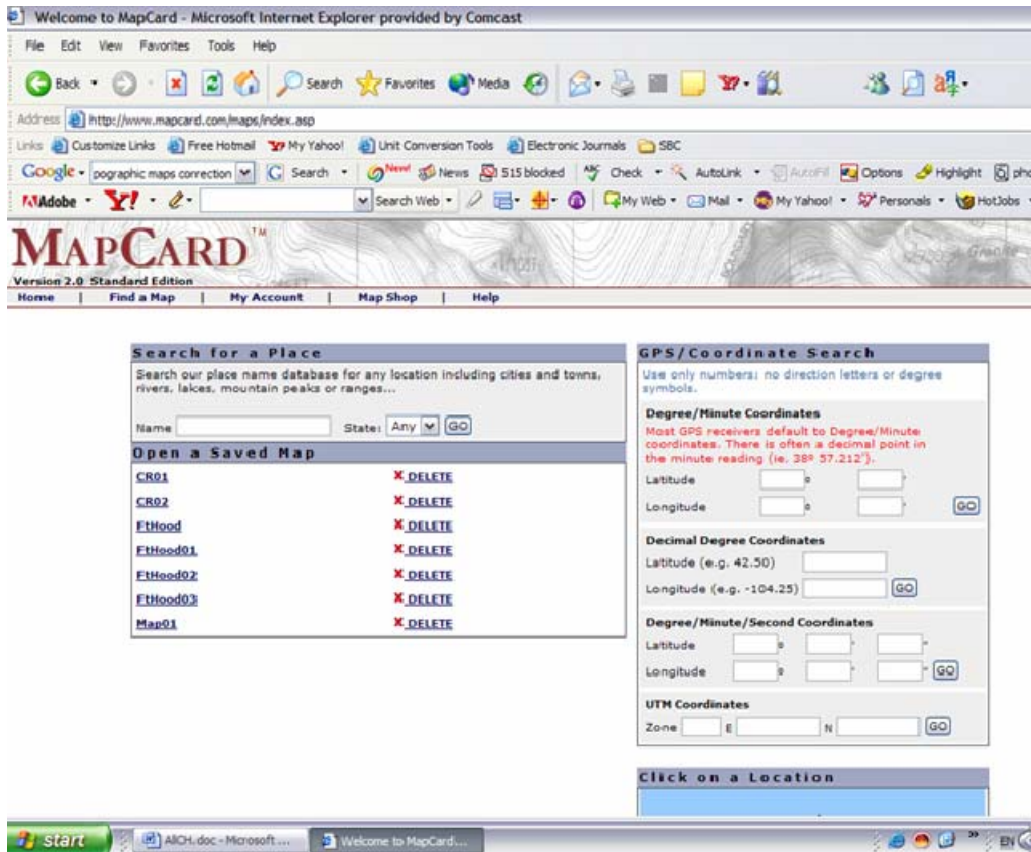 Welcome to MapCard - Microsoft Internet Explorer provided by Comcast
File Edit View Favorites Tools Help
Back Search Favorites Media
Address http://www.mapcard.com/maps/index.asp
Links Customize Links Free Hotmail My Yahoo! Unit Conversion Tools Electronic Journals SBC
Google pographic maps correction Search New! News 515 blocked Check AutoLink AutoFill Options Highlight pho
Adobe Y! Search Web My Web Mail My Yahoo! Personals HotJobs
MAPCARD TM
Version 2.0 Standard Edition
Home | Find a Map | My Account | Map Shop | Help
Search for a Place
Search our place name database for any location including cities and towns,
rivers, lakes, mountain peaks or ranges...
Name State: Any GO
Open a Saved Map
CR01 X DELETE
CR02 X DELETE
FtHood X DELETE
FtHood01 X DELETE
FtHood02 X DELETE
FtHood03 X DELETE
Map01 X DELETE
GPS/Coordinate Search
Use only numbers: no direction letters or degree
symbols.
Degree/Minute Coordinates
Most GPS receivers default to Degree/Minute
coordinates. There is often a decimal point in
the minute reading (ie. 38º 57.212').
Latitude º '
Longitude º ' GO
Decimal Degree Coordinates
Latitude (e.g. 42.50)
Longitude (e.g. -104.25) GO
Degree/Minute/Second Coordinates
Latitude º ' "
Longitude º ' " GO
UTM Coordinates
Zone E N GO
Click on a Location
start AllCH.doc - Microsoft ... Welcome to MapCard... EN